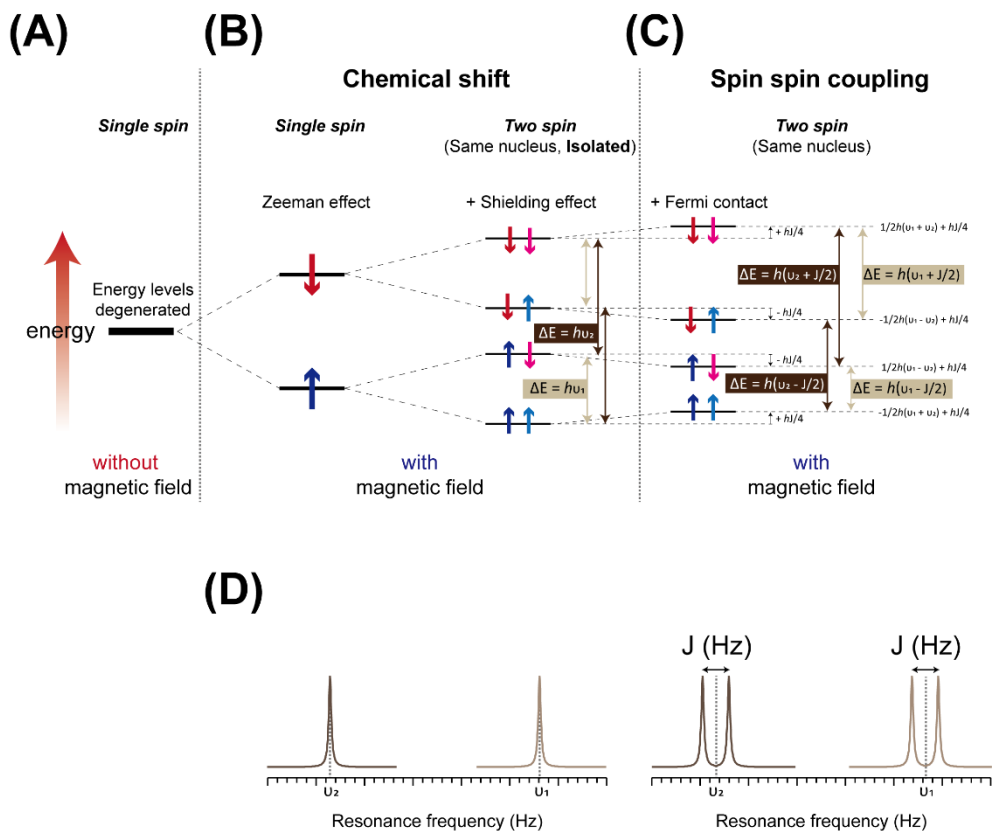 (A)
(B)
(C)
Chemical shift
Spin spin coupling
Single spin
Single spin
Two spin
(Same nucleus, Isolated)
Two spin
(Same nucleus)
Zeeman effect
+ Shielding effect
+ Fermi contact
Energy levels
degenerated
energy
ΔE = hυ₂
ΔE = hυ₁
+ hJ/4
- hJ/4
- hJ/4
+ hJ/4
ΔE = h(υ₂ + J/2)
ΔE = h(υ₁ + J/2)
ΔE = h(υ₂ - J/2)
ΔE = h(υ₁ - J/2)
1/2h(υ₁ + υ₂) + hJ/4
-1/2h(υ₁ - υ₂) + hJ/4
1/2h(υ₁ - υ₂) + hJ/4
-1/2h(υ₁ + υ₂) + hJ/4
without
magnetic field
with
magnetic field
with
magnetic field
(D)
J (Hz)
J (Hz)
υ₂
υ₁
υ₂
υ₁
Resonance frequency (Hz)
Resonance frequency (Hz)